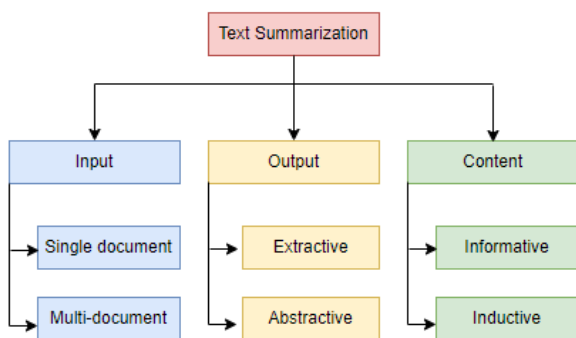 Text Summarization
Input
Output
Content
Single document
Extractive
Informative
Multi-document
Abstractive
Inductive